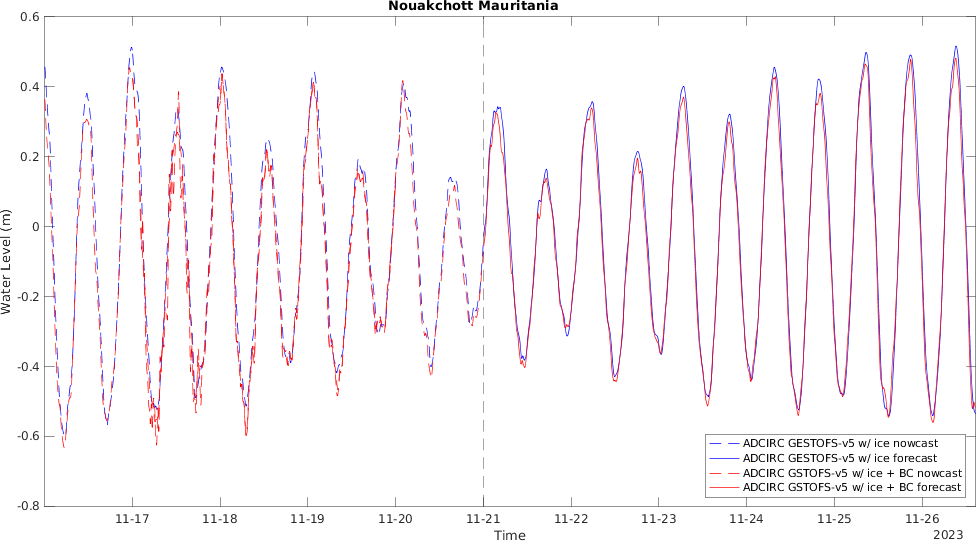 Nouakchott Mauritania
0.6
0.4
0.2
0
-0.2
-0.4
-0.6
-0.8
Water Level (m)
ADCIRC GESTOFS-v5 w/ ice nowcast
ADCIRC GESTOFS-v5 w/ ice forecast
ADCIRC GSTOFS-v5 w/ ice + BC nowcast
ADCIRC GSTOFS-v5 w/ ice + BC forecast
11-17 11-18 11-19 11-20 11-21 11-22 11-23 11-24 11-25 11-26
Time
2023